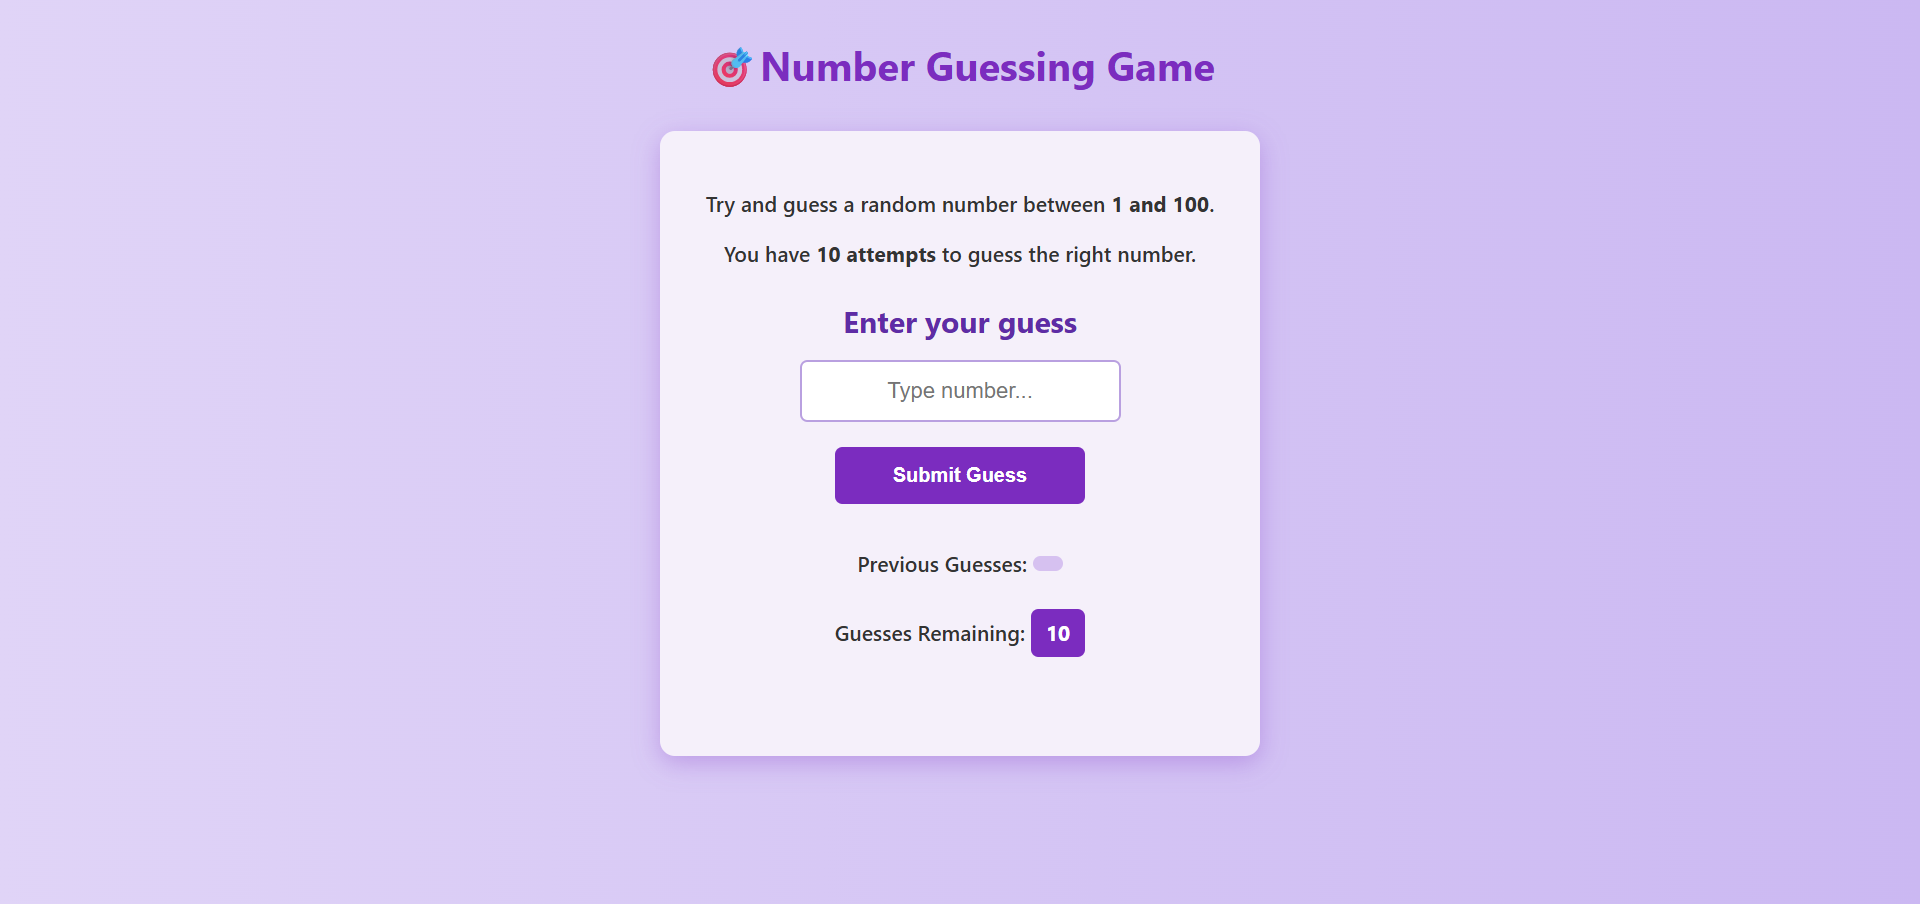 Number Guessing Game
Try and guess a random number between 1 and 100.
You have 10 attempts to guess the right number.
Enter your guess
Type number...
Submit Guess
Previous Guesses:
Guesses Remaining: 10